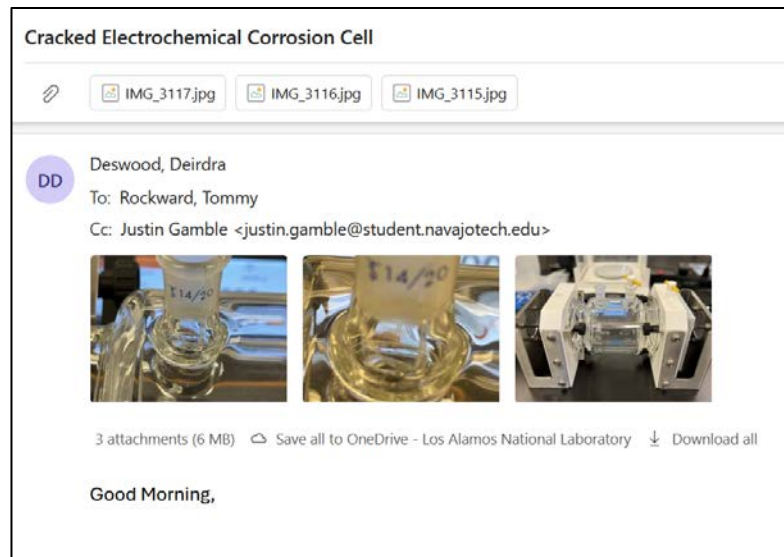 Cracked Electrochemical Corrosion Cell
IMG_3117.jpg IMG_3116.jpg IMG_3115.jpg
DD
Deswood, Deirdra
To: Rockward, Tommy
Cc: Justin Gamble <justin.gamble@student.navajotech.edu>
14/20 14/20
3 attachments (6 MB) Save all to OneDrive - Los Alamos National Laboratory Download all
Good Morning,